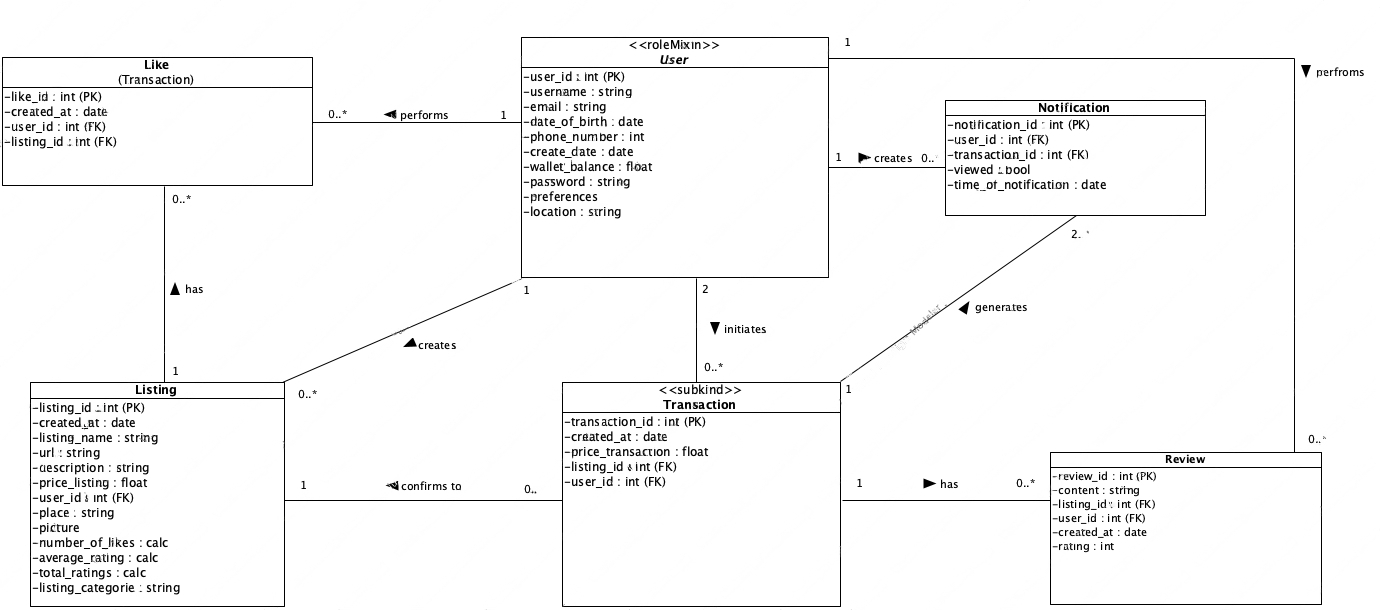 Like
(Transaction)
-like_id : int (PK)
-created_at : date
-user_id : int (FK)
-listing_id : int (FK)
0..*
performs
1
<<roleMixin>>
User
-user_id : int (PK)
-username : string
-email : string
-date_of_birth : date
-phone_number : int
-create_date : date
-wallet_balance : float
-password : string
-preferences
-location : string
1
perfroms
Notification
-notification_id : int (PK)
-user_id : int (FK)
-transaction_id : int (FK)
-viewed : bool
-time_of_notification : date
1
creates
0..
0..*
has
1
1
creates
0..*
2
initiates
0..*
2. *
generates
Modeler
1
Listing
-listing_id : int (PK)
-created_at : date
-listing_name : string
-url : string
-description : string
-price_listing : float
-user_id : int (FK)
-place : string
-picture
-number_of_likes : calc
-average_rating : calc
-total_ratings : calc
-listing_categorie : string
1
confirms to
0..
<<subkind>>
Transaction
-transaction_id : int (PK)
-created_at : date
-price_transaction : float
-listing_id : int (FK)
-user_id : int (FK)
1
has
0..*
0..*
Review
-review_id : int (PK)
-content : string
-listing_id : int (FK)
-user_id : int (FK)
-created_at : date
-rating : int